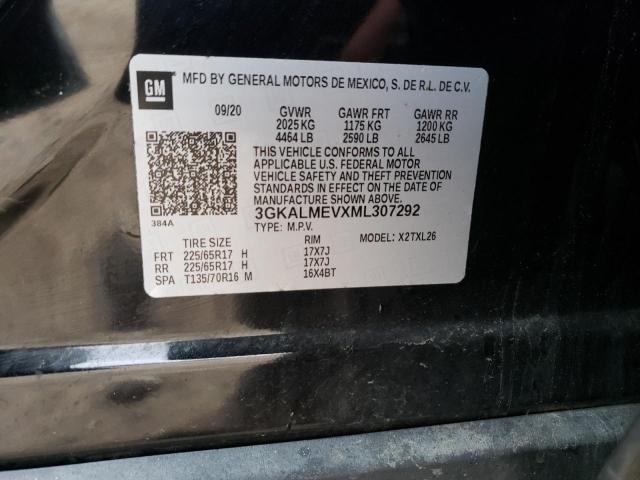 GM MFD BY GENERAL MOTORS DE MEXICO, S. DE R.L. DE C.V.
09/20 GVWR GAWR FRT GAWR RR
2025 KG 1175 KG 1200 KG
4464 LB 2590 LB 2645 LB
THIS VEHICLE CONFORMS TO ALL
APPLICABLE U.S. FEDERAL MOTOR
VEHICLE SAFETY AND THEFT PREVENTION
STANDARDS IN EFFECT ON THE DATE OF
MANUFACTURE SHOWN ABOVE.
3GKALMEVXML307292
384A TYPE: M.P.V.
TIRE SIZE RIM MODEL: X2TXL26
FRT 225/65R17 H 17X7J
RR 225/65R17 H 17X7J
SPA T135/70R16 M 16X4BT